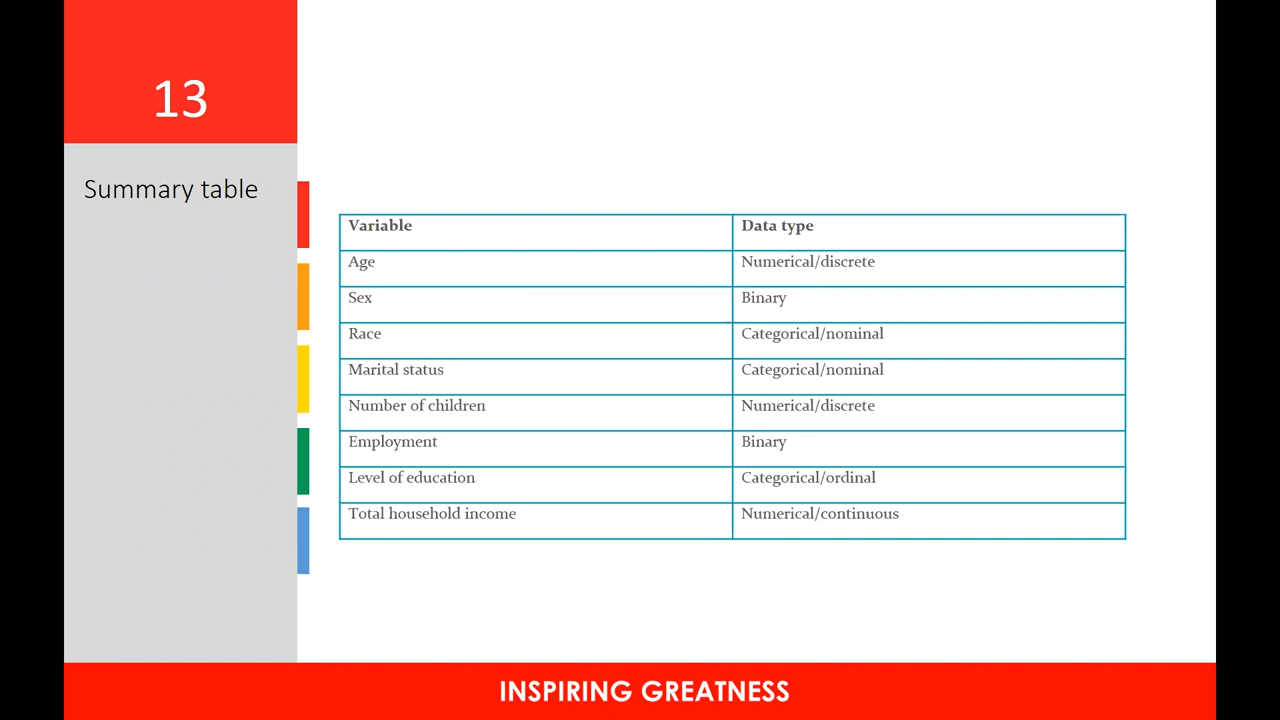 13
Summary table
Variable Data type
Age Numerical/discrete
Sex Binary
Race Categorical/nominal
Marital status Categorical/nominal
Number of children Numerical/discrete
Employment Binary
Level of education Categorical/ordinal
Total household income Numerical/continuous
INSPIRING GREATNESS